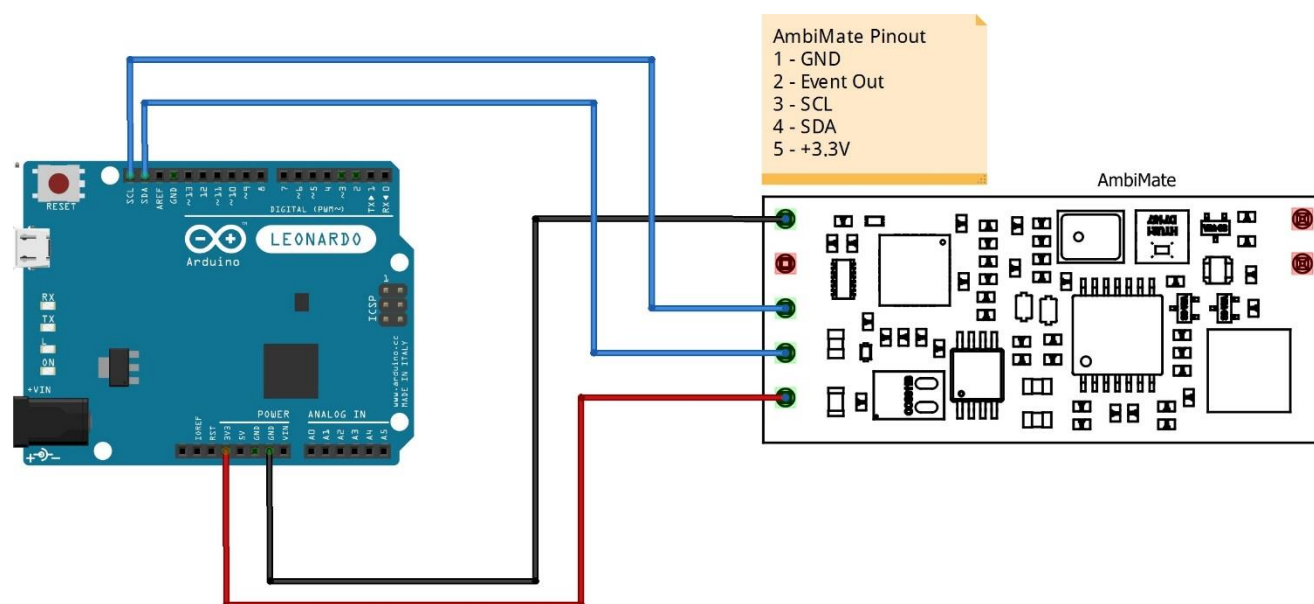 AmbiMate Pinout
1 - GND
2 - Event Out
3 - SCL
4 - SDA
5 - +3.3V
AmbiMate
SCL
SDA
AREF
GND
~13
12
~11
~10
~9
8
7
~6
~5
4
~3
2
TX▶1
RX◀0
RESET
DIGITAL (PWM~)
Arduino
™
LEONARDO
RX
TX
L
ON
1
ICSP
+VIN
www.arduino.cc
MADE IN ITALY
POWER
ANALOG IN
IOREF
RST
3V3
5V
GND
GND
VIN
A0
A1
A2
A3
A4
A5